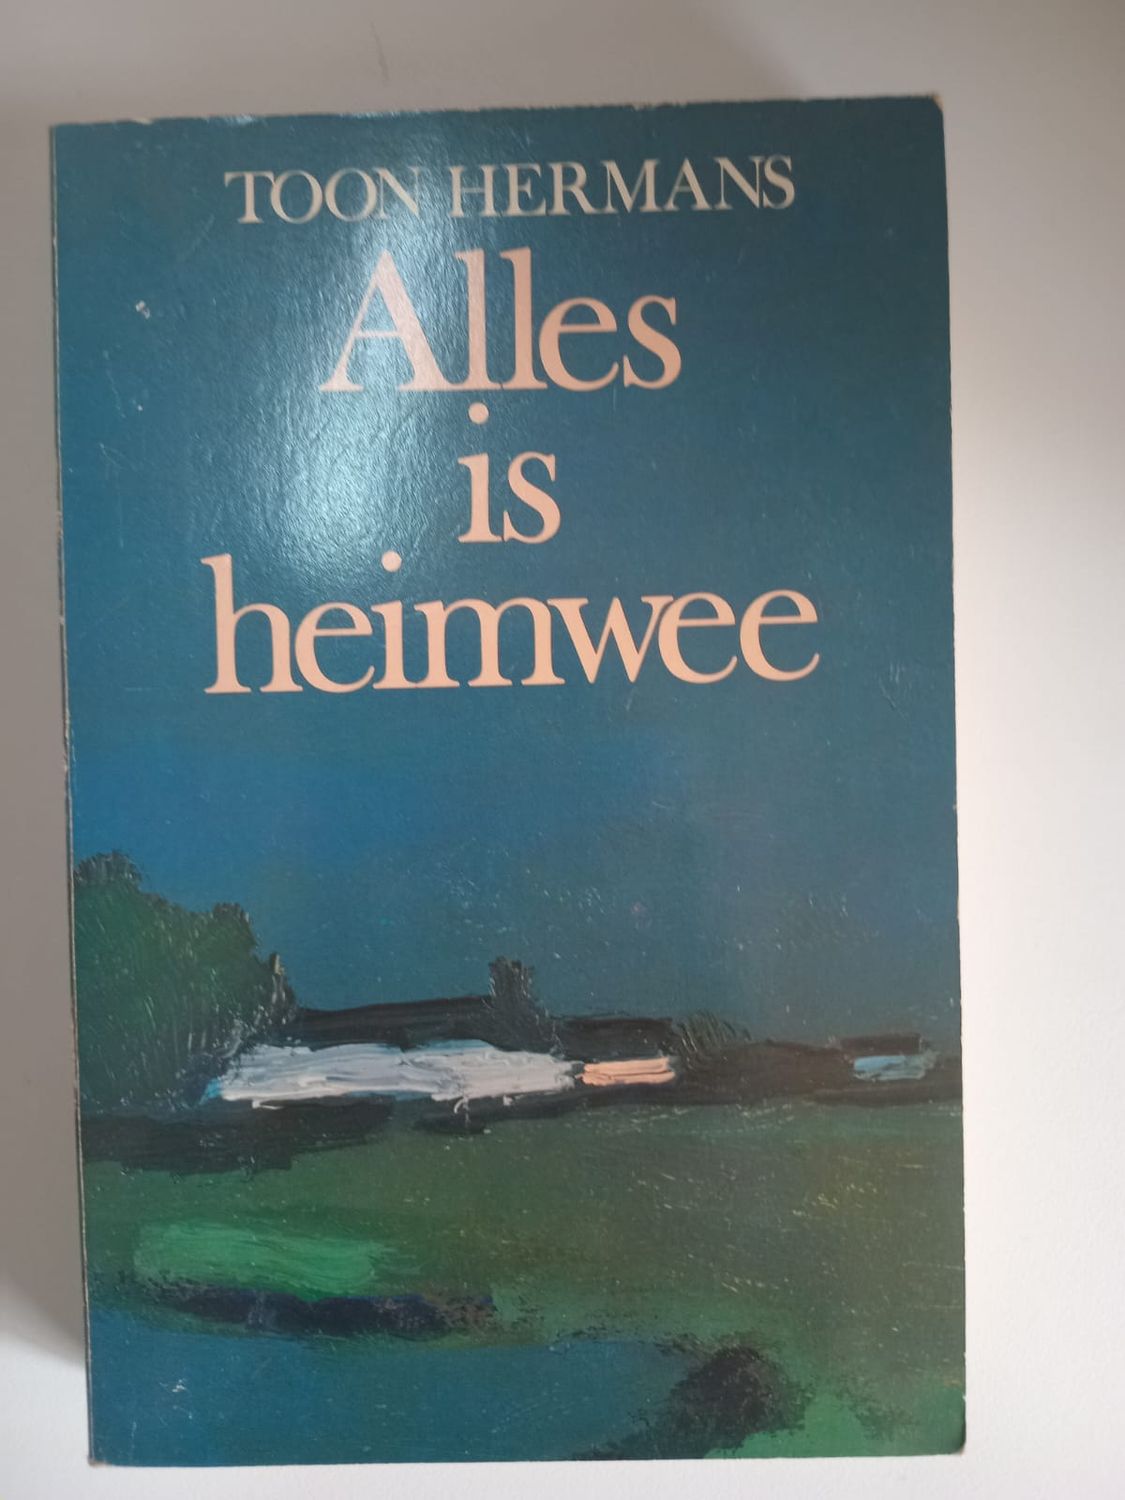 TOON HERMANS
Alles
is
heimwee